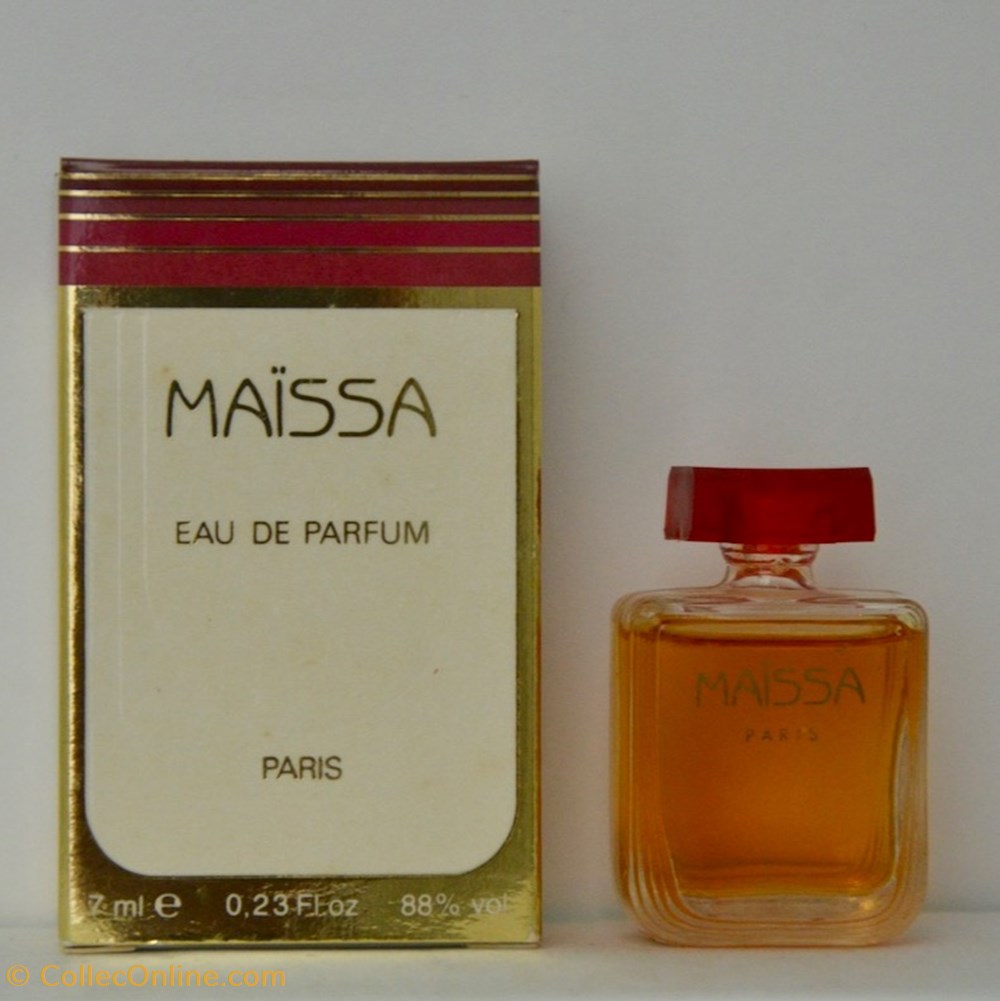 MAÏSSA
EAU DE PARFUM
PARIS
7 ml ℮ 0,23 Fl.oz 88% vol
MAÏSSA
PARIS
© CollecOnline.com